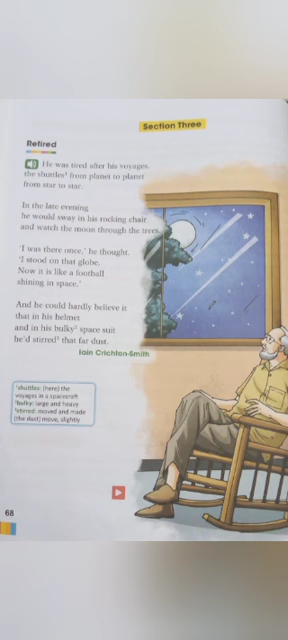 Section Three
Retired
He was tired after his voyages,
the shuttles¹ from planet to planet
from star to star.
In the late evening
he would sway in his rocking chair
and watch the moon through the trees.
'I was there once,' he thought.
'I stood on that globe.
Now it is like a football
shining in space.'
And he could hardly believe it
that in his helmet
and in his bulky² space suit
he'd stirred³ that far dust.
Iain Crichton-Smith
¹shuttles: (here) the
voyages in a spacecraft
²bulky: large and heavy
³stirred: moved and made
(the dust) move, slightly
68